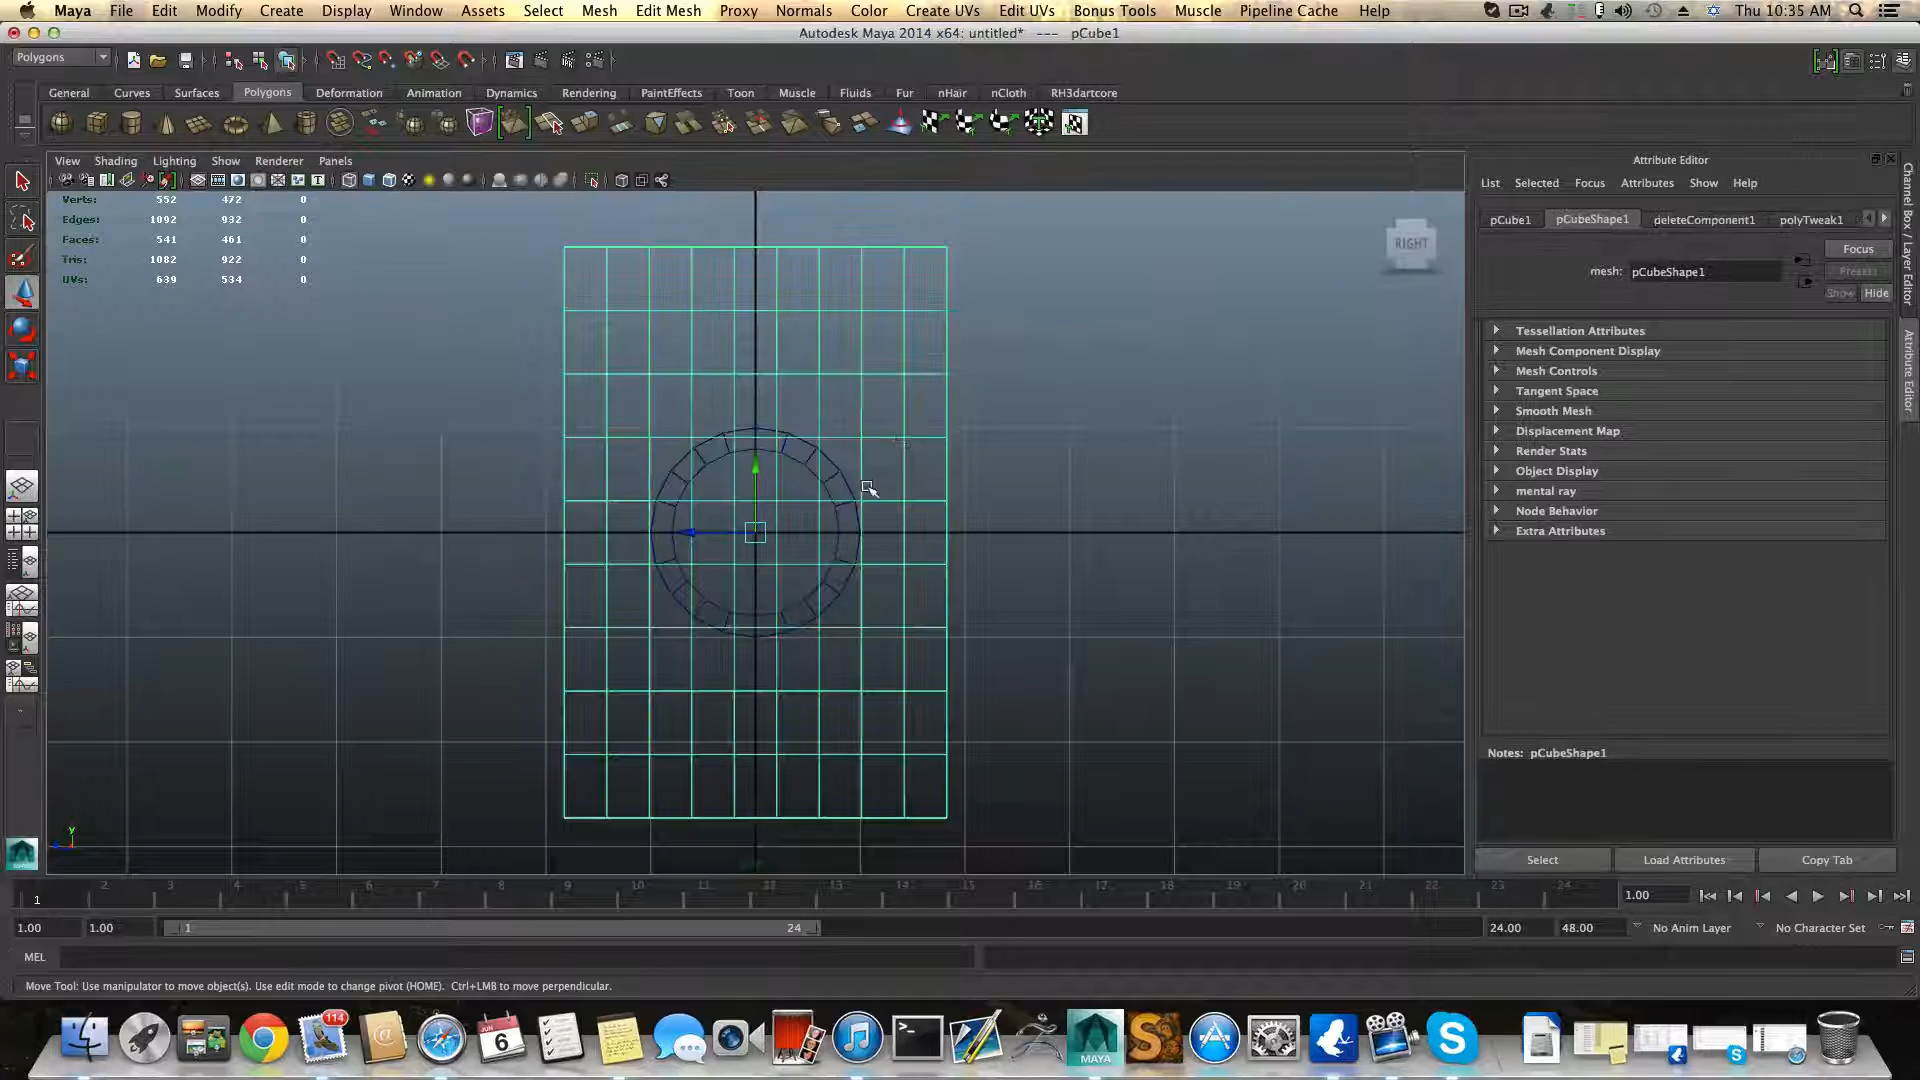 Maya File Edit Modify Create Display Window Assets Select Mesh Edit Mesh Proxy Normals Color Create UVs Edit UVs Bonus Tools Muscle Pipeline Cache Help Thu 10:35 AM
Autodesk Maya 2014 x64: untitled* --- pCube1
Polygons
General Curves Surfaces Polygons Deformation Animation Dynamics Rendering PaintEffects Toon Muscle Fluids Fur nHair nCloth RH3dartcore
View Shading Lighting Show Renderer Panels
Verts: 552 472 0
Edges: 1092 932 0
Faces: 541 461 0
Tris: 1082 922 0
UVs: 639 534 0
RIGHT
y
Attribute Editor
List Selected Focus Attributes Show Help
pCube1 pCubeShape1 deleteComponent1 polyTweak1
Focus
mesh: pCubeShape1
Presets
Show Hide
Tessellation Attributes
Mesh Component Display
Mesh Controls
Tangent Space
Smooth Mesh
Displacement Map
Render Stats
Object Display
mental ray
Node Behavior
Extra Attributes
Notes: pCubeShape1
Select Load Attributes Copy Tab
Channel Box / Layer Editor
Attribute Editor
1 2 3 4 5 6 7 8 9 10 11 12 13 14 15 16 17 18 19 20 21 22 23 24
1.00
1.00 1.00 1 24 24.00 48.00 No Anim Layer No Character Set
MEL
Move Tool: Use manipulator to move object(s). Use edit mode to change pivot (HOME). Ctrl+LMB to move perpendicular.
114
JUN
6
MAYA